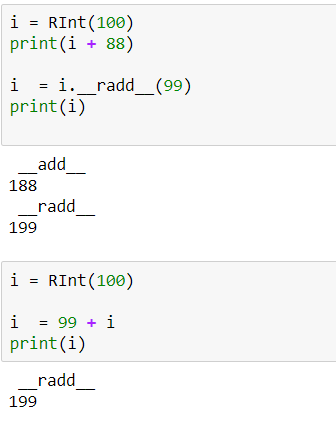 i = RInt(100)
print(i + 88)
i  = i.__radd__(99)
print(i)
__add__
188
__radd__
199
i = RInt(100)
i  = 99 + i
print(i)
__radd__
199